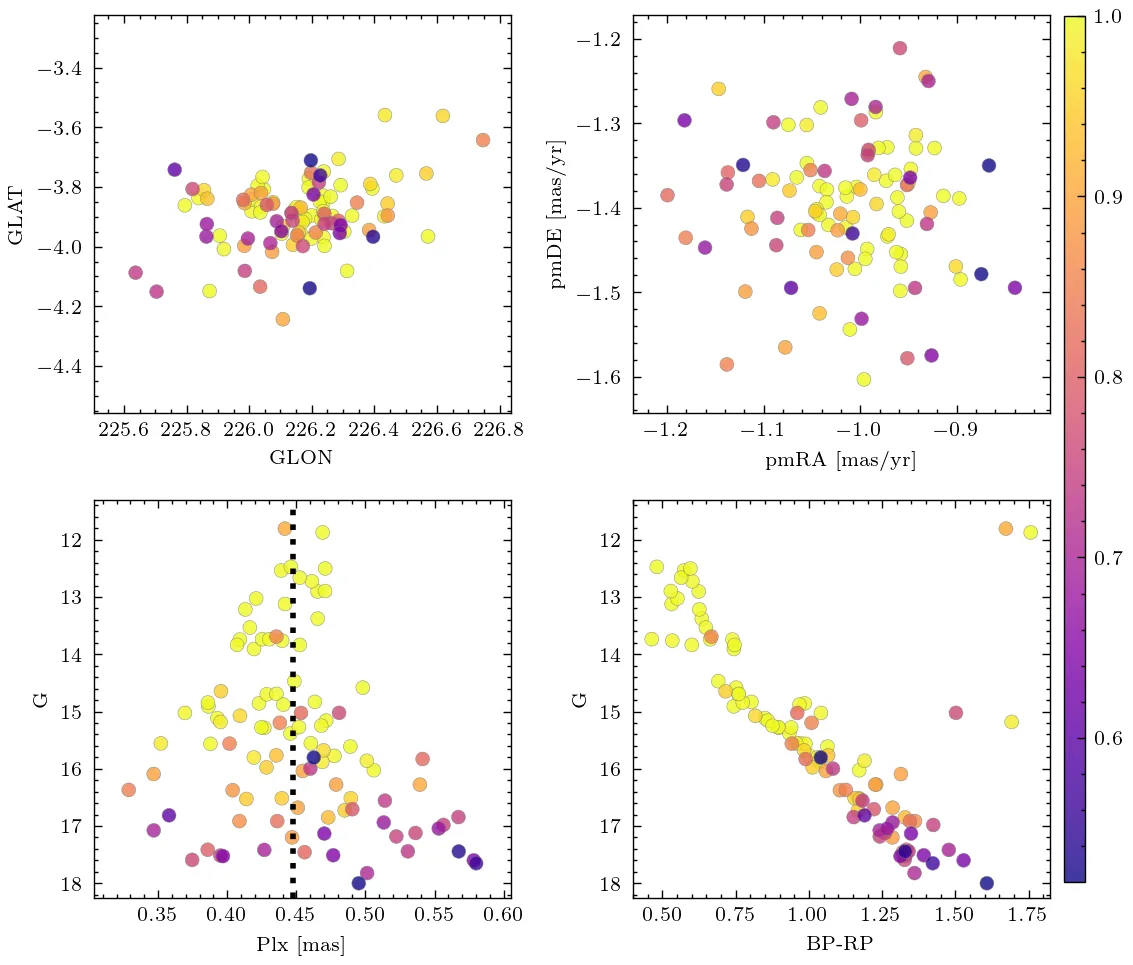 −3.4
−3.6
−3.8
−4.0
−4.2
−4.4
GLAT
225.6 225.8 226.0 226.2 226.4 226.6 226.8
GLON
−1.2
−1.3
−1.4
−1.5
−1.6
pmDE [mas/yr]
−1.2 −1.1 −1.0 −0.9
pmRA [mas/yr]
1.0
0.9
0.8
0.7
0.6
12
13
14
15
16
17
18
G
0.35 0.40 0.45 0.50 0.55 0.60
Plx [mas]
12
13
14
15
16
17
18
G
0.50 0.75 1.00 1.25 1.50 1.75
BP-RP